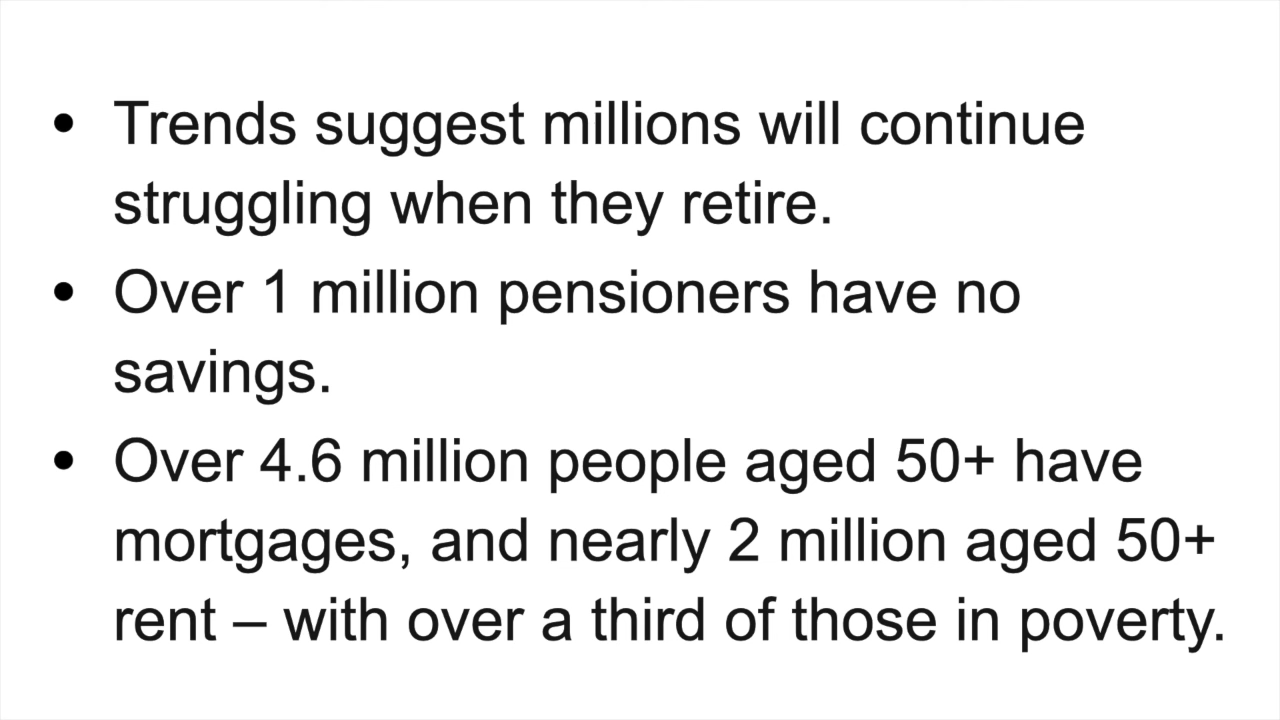 • Trends suggest millions will continue
struggling when they retire.
• Over 1 million pensioners have no
savings.
• Over 4.6 million people aged 50+ have
mortgages, and nearly 2 million aged 50+
rent – with over a third of those in poverty.